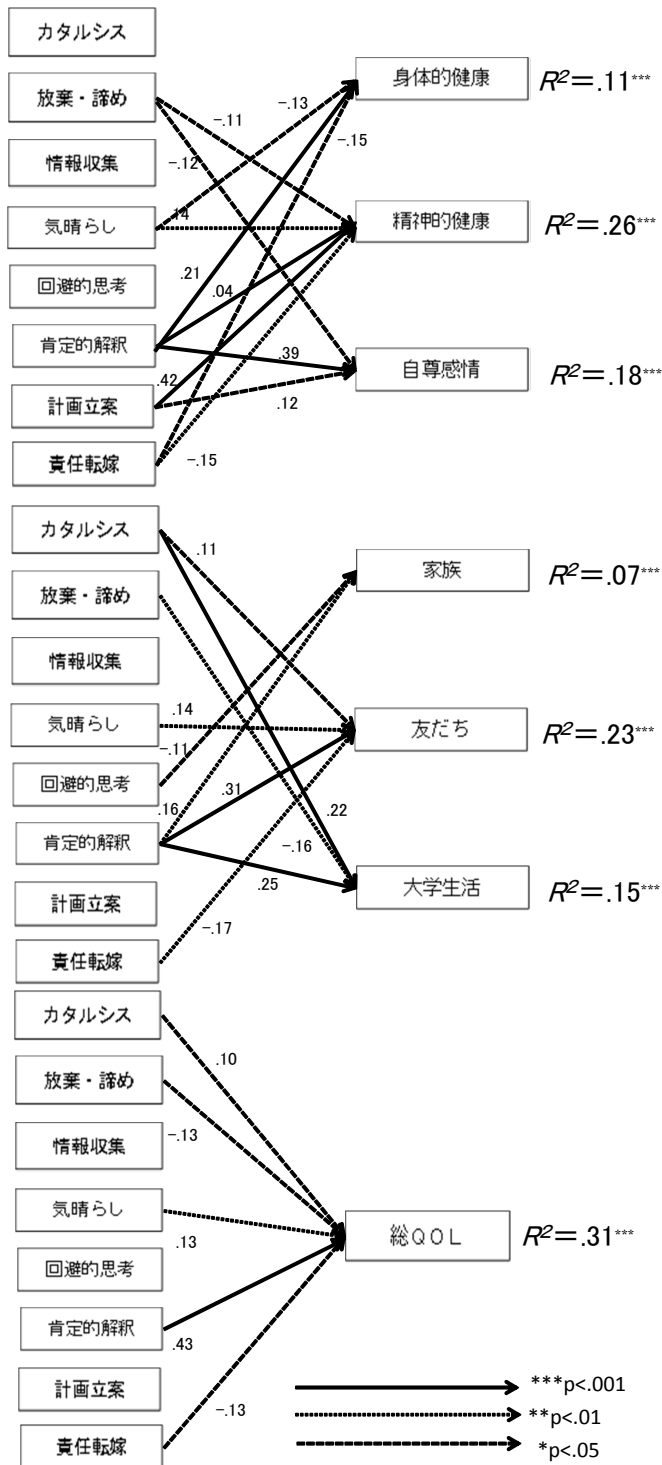 カタルシス
身体的健康
R²=.11***
放棄・諦め
-.13
-.11
-.15
-.12
情報収集
気晴らし
.14
精神的健康
R²=.26***
回避的思考
.21
.04
肯定的解釈
.39
自尊感情
R²=.18***
計画立案
.42
.12
責任転嫁
-.15
カタルシス
.11
家族
R²=.07***
放棄・諦め
情報収集
気晴らし
.14
友だち
R²=.23***
回避的思考
-.11
.16
.31
.22
肯定的解釈
-.16
.25
大学生活
R²=.15***
計画立案
責任転嫁
-.17
カタルシス
.10
放棄・諦め
-.13
情報収集
気晴らし
.13
総QOL
R²=.31***
回避的思考
肯定的解釈
.43
計画立案
-.13
責任転嫁
***p<.001
**p<.01
*p<.05